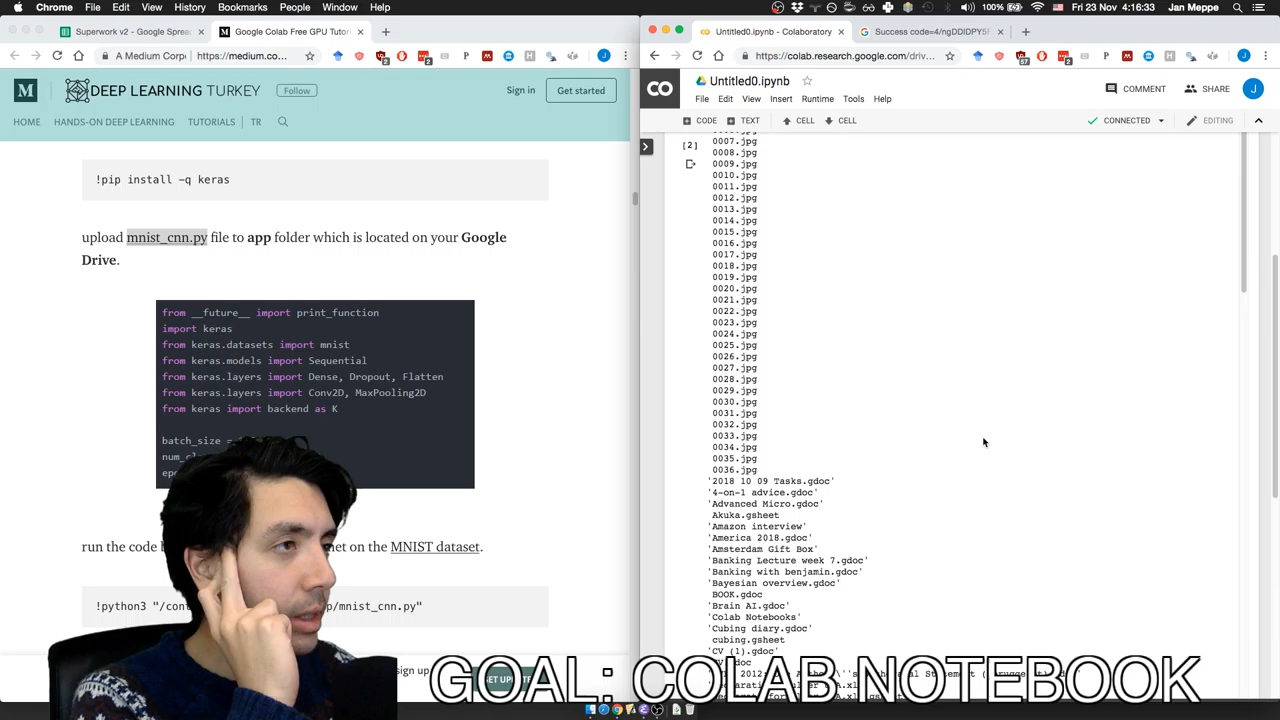 Chrome File Edit View History Bookmarks People Window Help
100% Fri 23 Nov 4:16:33 Jan Meppe
Superwork v2 - Google Sprea
Google Colab Free GPU Tutor
A Medium Corp
https://medium.co…
DEEP LEARNING TURKEY
Follow
Sign in
Get started
HOME HANDS-ON DEEP LEARNING TUTORIALS TR
!pip install -q keras
upload mnist_cnn.py file to app folder which is located on your Google
Drive.
from __future__ import print_function
import keras
from keras.datasets import mnist
from keras.models import Sequential
from keras.layers import Dense, Dropout, Flatten
from keras.layers import Conv2D, MaxPooling2D
from keras import backend as K
batch_size =
run the code
on the MNIST dataset.
!python3
p/mnist_cnn.py"
sign up
Untitled0.ipynb - Colaboratory
Success code=4/ngDDIDPY5F
https://colab.research.google.com/driv…
CO
Untitled0.ipynb
File Edit View Insert Runtime Tools Help
COMMENT
SHARE
J
CODE TEXT CELL CELL
CONNECTED
EDITING
[2]
0007.jpg
0008.jpg
0009.jpg
0010.jpg
0011.jpg
0012.jpg
0013.jpg
0014.jpg
0015.jpg
0016.jpg
0017.jpg
0018.jpg
0019.jpg
0020.jpg
0021.jpg
0022.jpg
0023.jpg
0024.jpg
0025.jpg
0026.jpg
0027.jpg
0028.jpg
0029.jpg
0030.jpg
0031.jpg
0032.jpg
0033.jpg
0034.jpg
0035.jpg
0036.jpg
'2018 10 09 Tasks.gdoc'
'4-on-1 advice.gdoc'
'Advanced Micro.gdoc'
Akuka.gsheet
'Amazon interview'
'America 2018.gdoc'
'Amsterdam Gift Box'
'Banking Lecture week 7.gdoc'
'Banking with benjamin.gdoc'
'Bayesian overview.gdoc'
BOOK.gdoc
'Brain AI.gdoc'
'Colab Notebooks'
'Cubing diary.gdoc'
cubing.gsheet
'CV (1).gdoc'
GOAL: COLAB NOTEBOOK